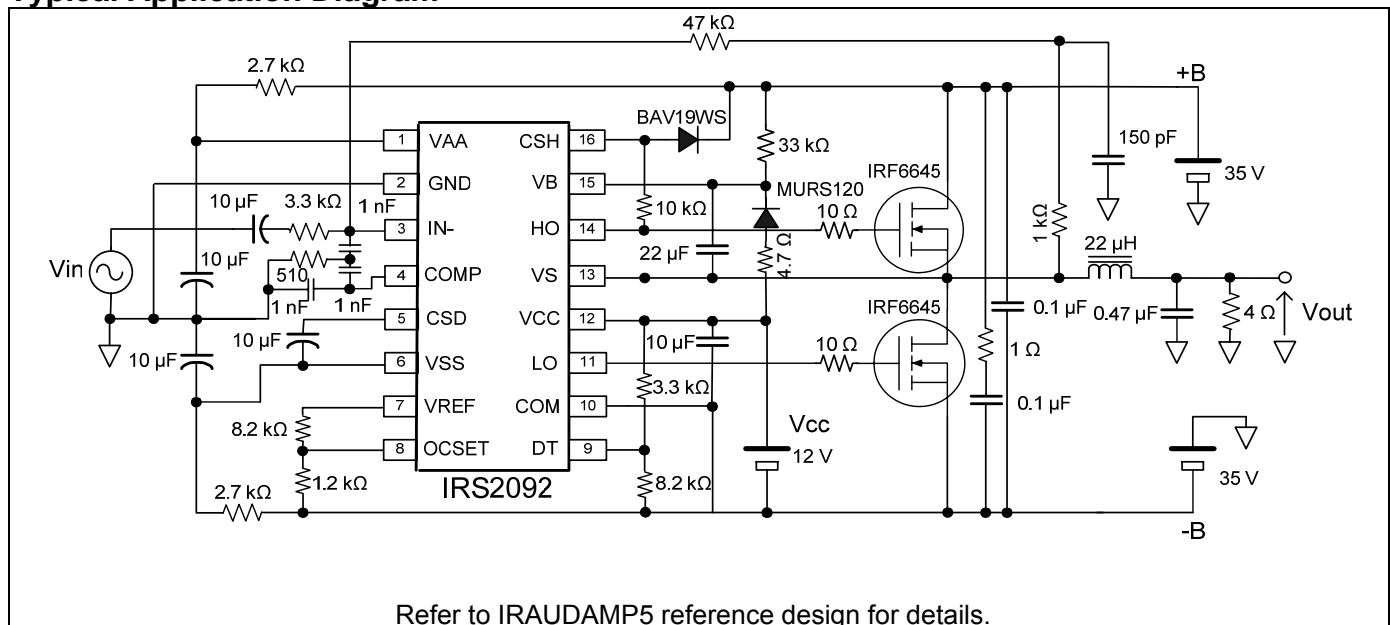 Typical Application Diagram
47 kΩ
2.7 kΩ
+B
BAV19WS
1 VAA CSH 16
33 kΩ
150 pF
IRF6645
35 V
2 GND VB 15
MURS120
10 µF 3.3 kΩ 1 nF
10 kΩ
10 Ω
1 kΩ
3 IN- HO 14
22 µH
22 µF
4.7 Ω
Vin
10 µF
510
4 COMP VS 13
1 nF 1 nF
IRF6645
0.1 µF
0.47 µF
4 Ω
Vout
5 CSD VCC 12
10 µF
10 µF
10 Ω
1 Ω
10 µF
6 VSS LO 11
3.3 kΩ
0.1 µF
7 VREF COM 10
8.2 kΩ
Vcc
12 V
8 OCSET DT 9
35 V
1.2 kΩ
8.2 kΩ
IRS2092
2.7 kΩ
-B
Refer to IRAUDAMP5 reference design for details.